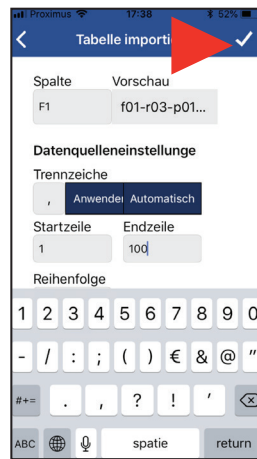 Proximus 17:38 52%
Tabelle importi
Spalte Vorschau
F1 f01-r03-p01...
Datenquelleneinstellunge
Trennzeiche
, Anwender Automatisch
Startzeile Endzeile
1 100
Reihenfolge
1 2 3 4 5 6 7 8 9 0
- / : ; ( ) € & @ "
#+= . , ? ! '
ABC spatie return